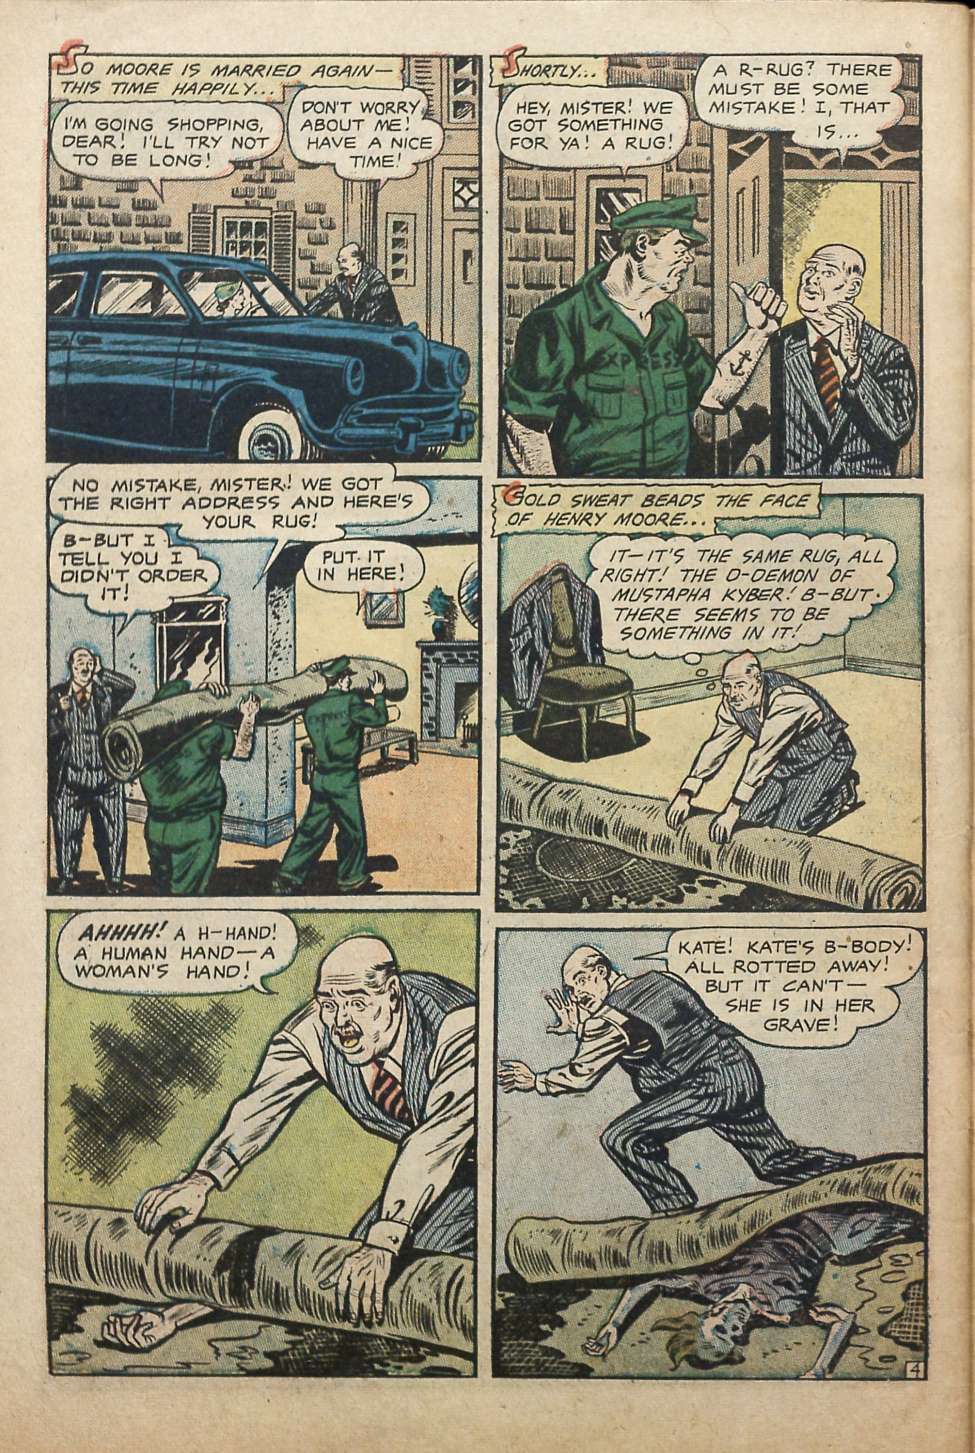 SO MOORE IS MARRIED AGAIN—
THIS TIME HAPPILY...
I'M GOING SHOPPING,
DEAR! I'LL TRY NOT
TO BE LONG!
DON'T WORRY
ABOUT ME!
HAVE A NICE
TIME!
SHORTLY...
HEY, MISTER! WE
GOT SOMETHING
FOR YA! A RUG!
A R-RUG? THERE
MUST BE SOME
MISTAKE! I, THAT
IS...
EXPRESS
NO MISTAKE, MISTER! WE GOT
THE RIGHT ADDRESS AND HERE'S
YOUR RUG!
B-BUT I
TELL YOU I
DIDN'T ORDER
IT!
PUT IT
IN HERE!
EXPRESS
COLD SWEAT BEADS THE FACE
OF HENRY MOORE...
IT—IT'S THE SAME RUG, ALL
RIGHT! THE D-DEMON OF
MUSTAPHA KYBER! B-BUT
THERE SEEMS TO BE
SOMETHING IN IT!
AHHHH! A H-HAND!
A HUMAN HAND—A
WOMAN'S HAND!
KATE! KATE'S B-BODY!
ALL ROTTED AWAY!
BUT IT CAN'T—
SHE IS IN HER
GRAVE!
4